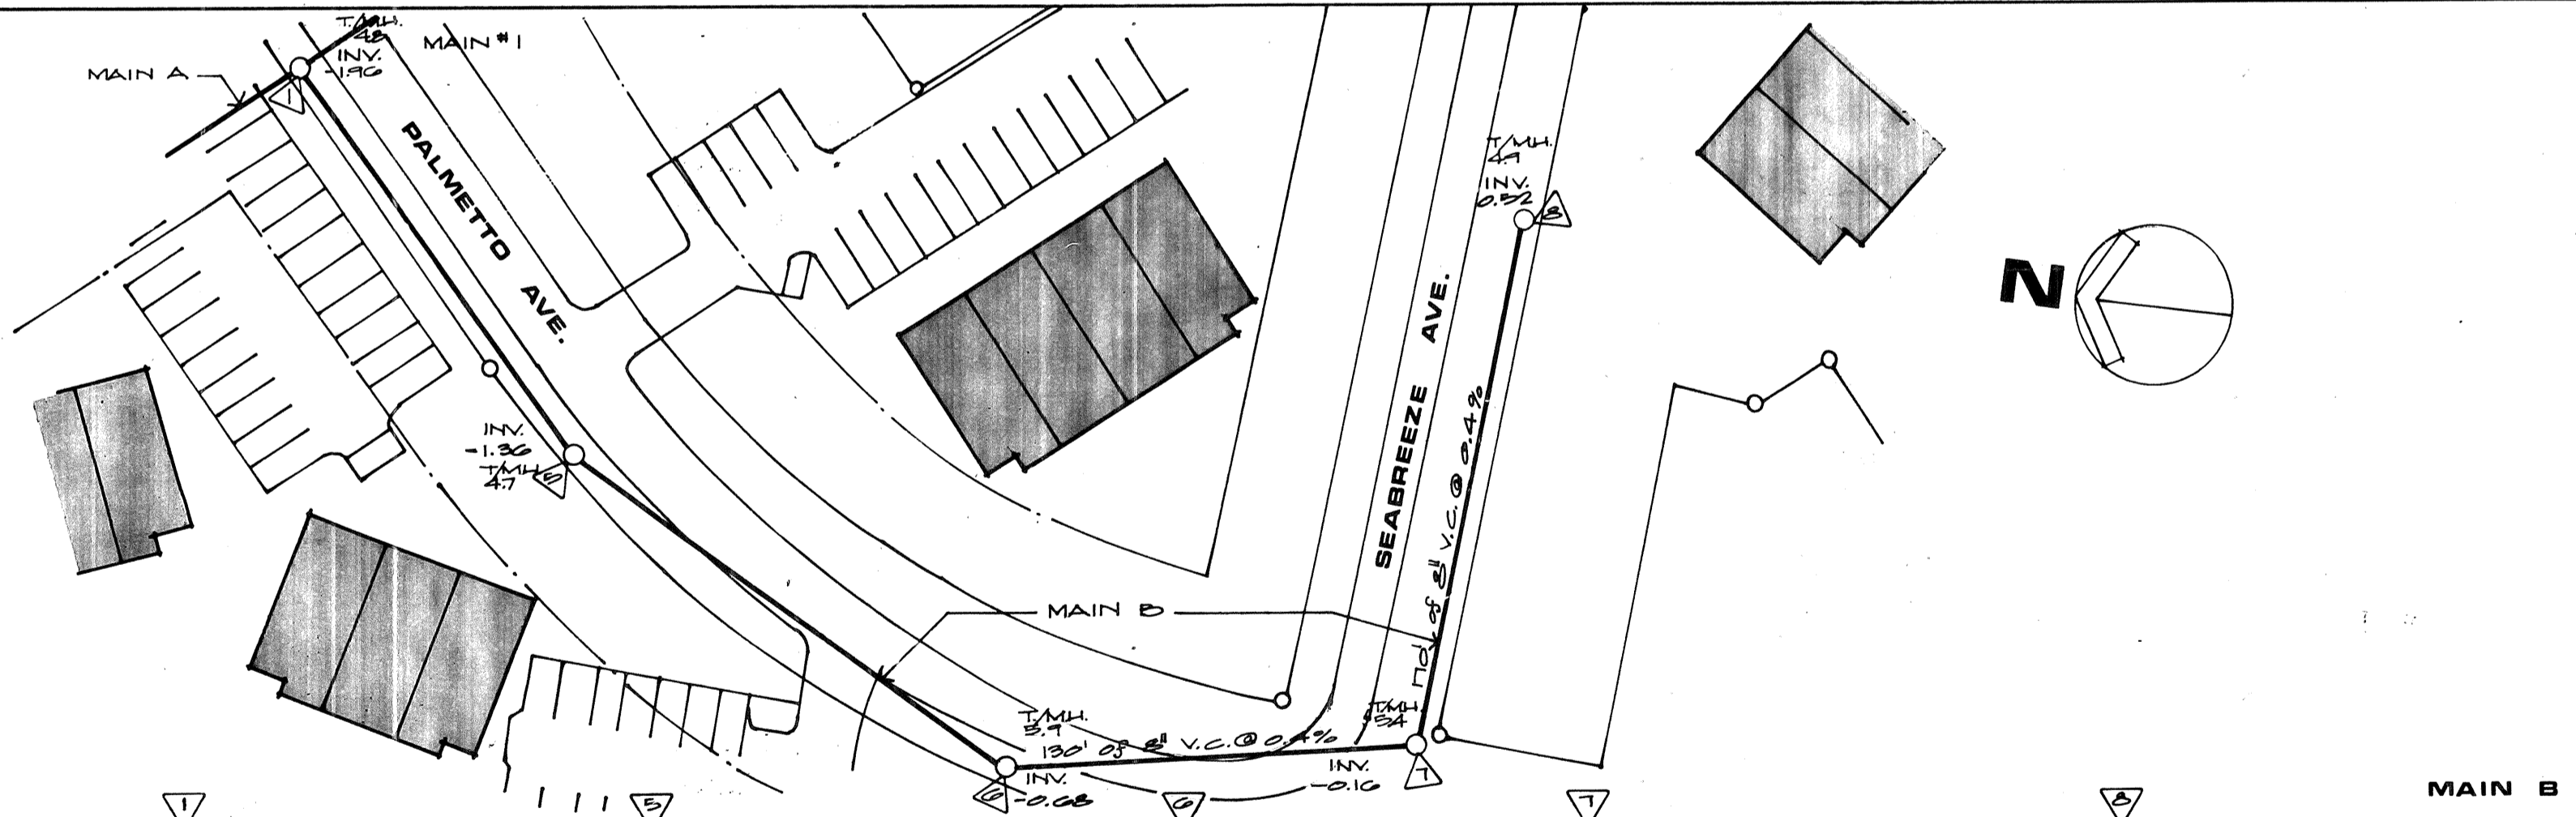 T/MH.
4.8
MAIN #1
INV.
-1.96
MAIN A
1
PALMETTO AVE.
T/MH.
4.9
INV.
0.52
8
N
SEABREEZE AVE.
INV.
-1.36
T/MH.
4.7
5
170' of 8" V.C. @ 0.4%
MAIN B
T/MH.
5.9
T/MH.
5.4
130' of 8" V.C. @ 0.4%
INV.
-0.68
6
INV.
-0.16
7
1
5
6
7
8
MAIN B